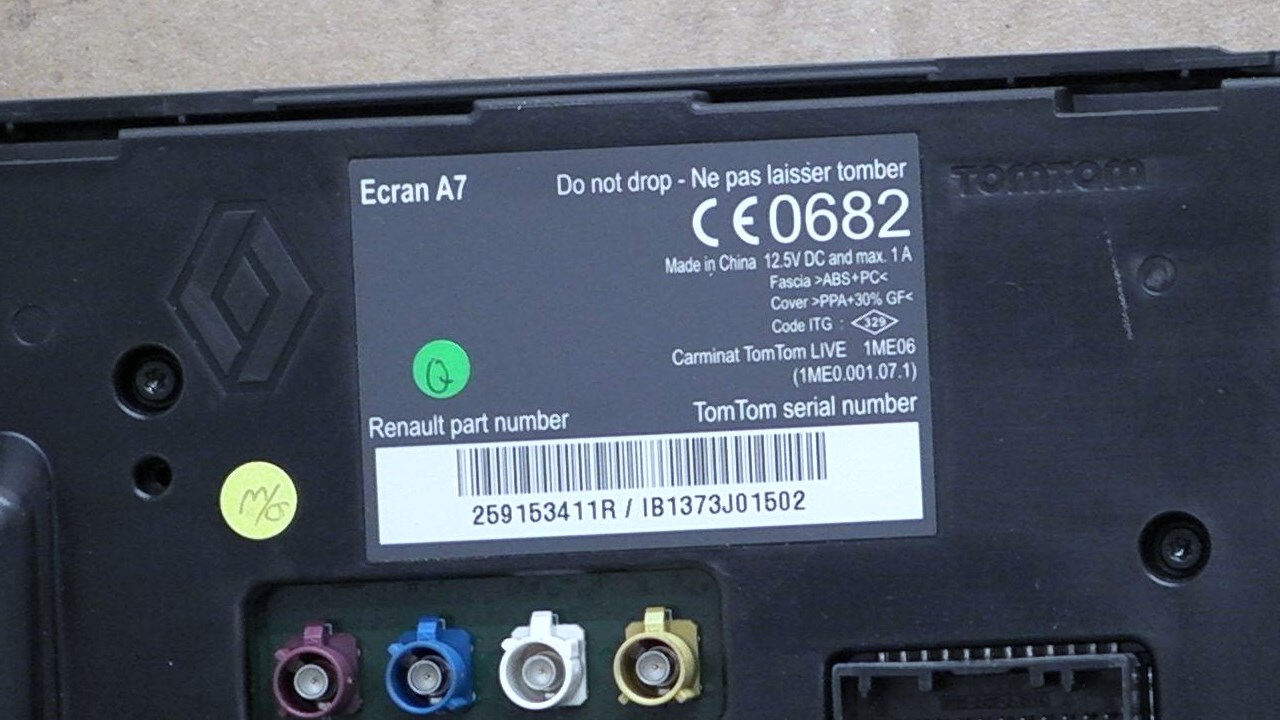 Ecran A7
Do not drop - Ne pas laisser tomber
CE0682
Made in China 12.5V DC and max. 1 A
Fascia >ABS+PC<
Cover >PPA+30% GF<
Code ITG : 329
Carminat TomTom LIVE 1ME06
(1ME0.001.07.1)
Renault part number
TomTom serial number
259153411R / IB1373J01502
TOMTOM
Q
M/G